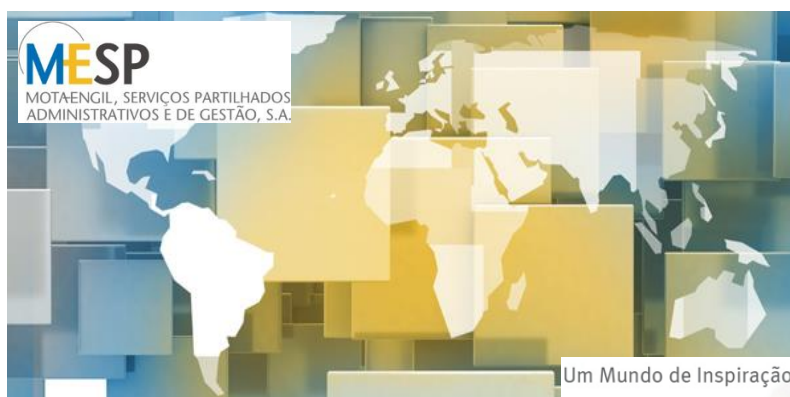 MESP
MOTA-ENGIL, SERVIÇOS PARTILHADOS
ADMINISTRATIVOS E DE GESTÃO, S.A.
Um Mundo de Inspiração